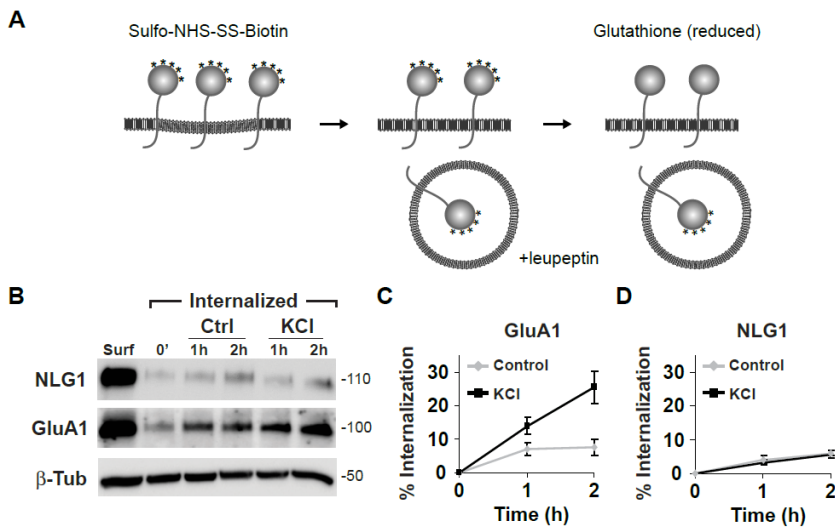 A
Sulfo-NHS-SS-Biotin
Glutathione (reduced)
+leupeptin
B
Internalized
Ctrl KCl
Surf 0' 1h 2h 1h 2h
NLG1 -110
GluA1 -100
β-Tub -50
C
GluA1
Control
KCl
% Internalization
30
20
10
0
0 1 2
Time (h)
D
NLG1
Control
KCl
% Internalization
30
20
10
0
0 1 2
Time (h)